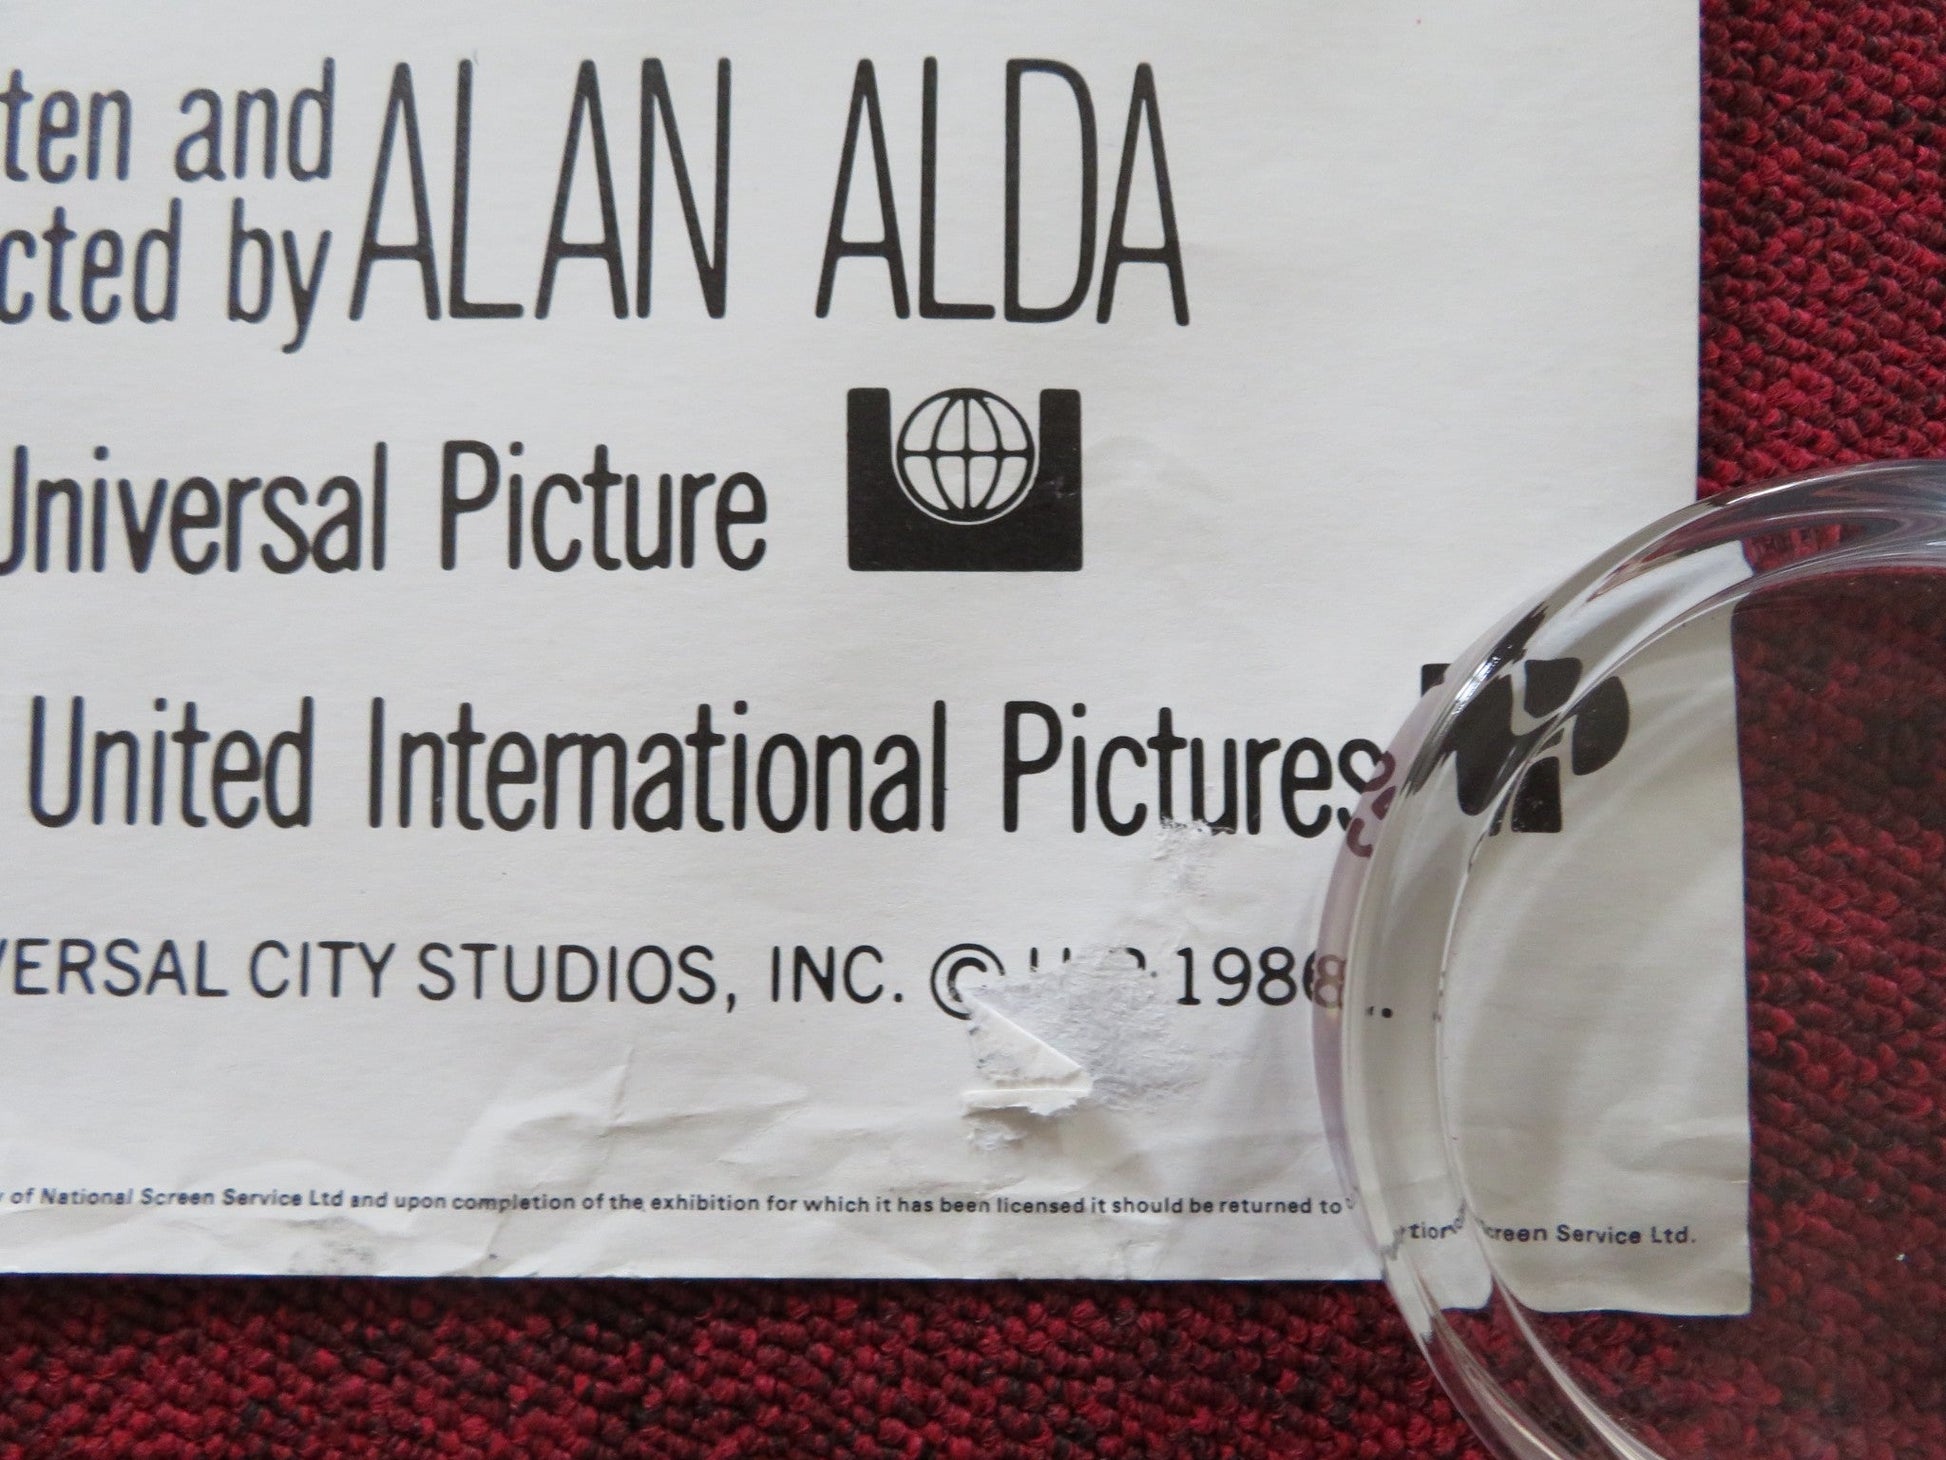 ten and
cted by ALAN ALDA
Universal Picture
United International Pictures
VERSAL CITY STUDIOS, INC. © 1986
of National Screen Service Ltd and upon completion of the exhibition for which it has been licensed it should be returned to Screen Service Ltd.